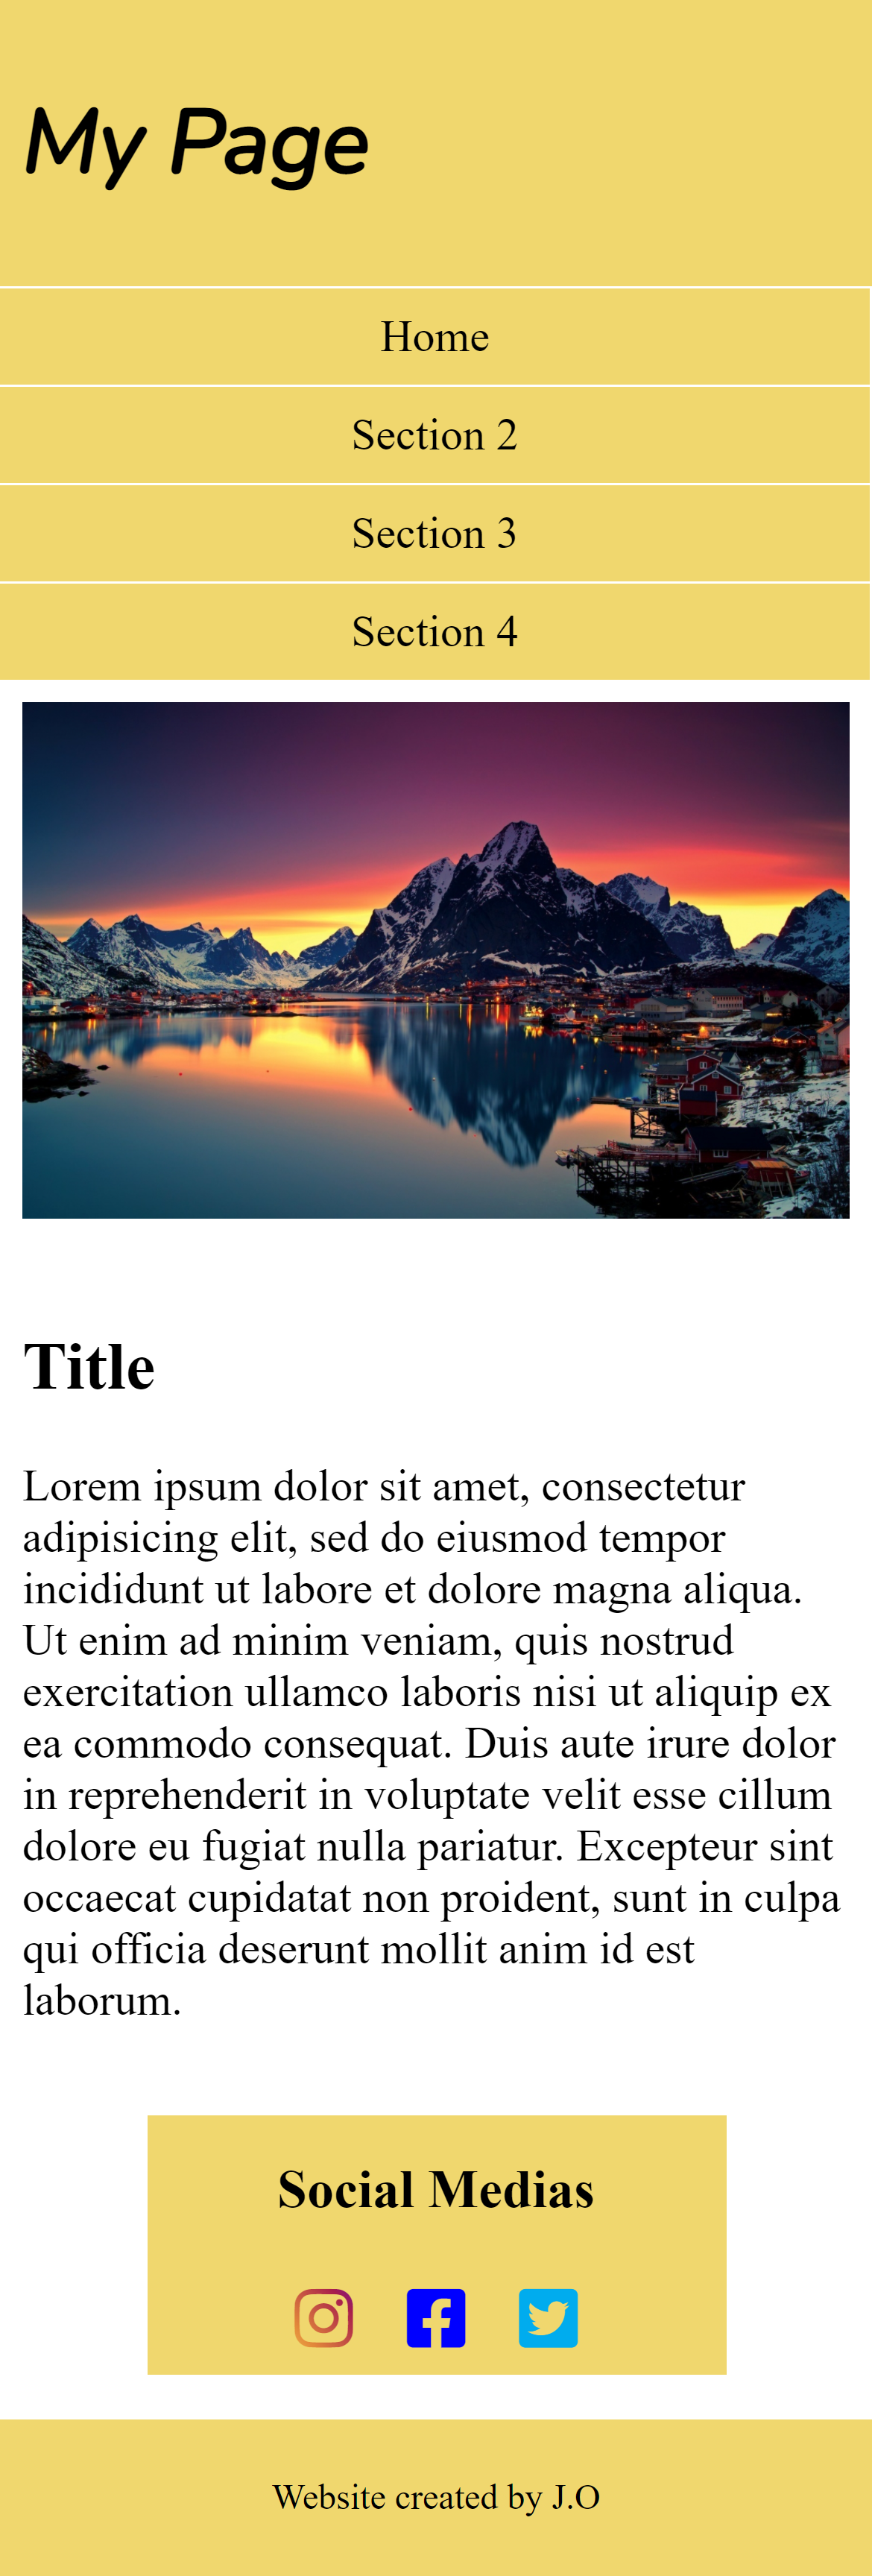 My Page
Home
Section 2
Section 3
Section 4
Title
Lorem ipsum dolor sit amet, consectetur
adipisicing elit, sed do eiusmod tempor
incididunt ut labore et dolore magna aliqua.
Ut enim ad minim veniam, quis nostrud
exercitation ullamco laboris nisi ut aliquip ex
ea commodo consequat. Duis aute irure dolor
in reprehenderit in voluptate velit esse cillum
dolore eu fugiat nulla pariatur. Excepteur sint
occaecat cupidatat non proident, sunt in culpa
qui officia deserunt mollit anim id est
laborum.
Social Medias
Website created by J.O